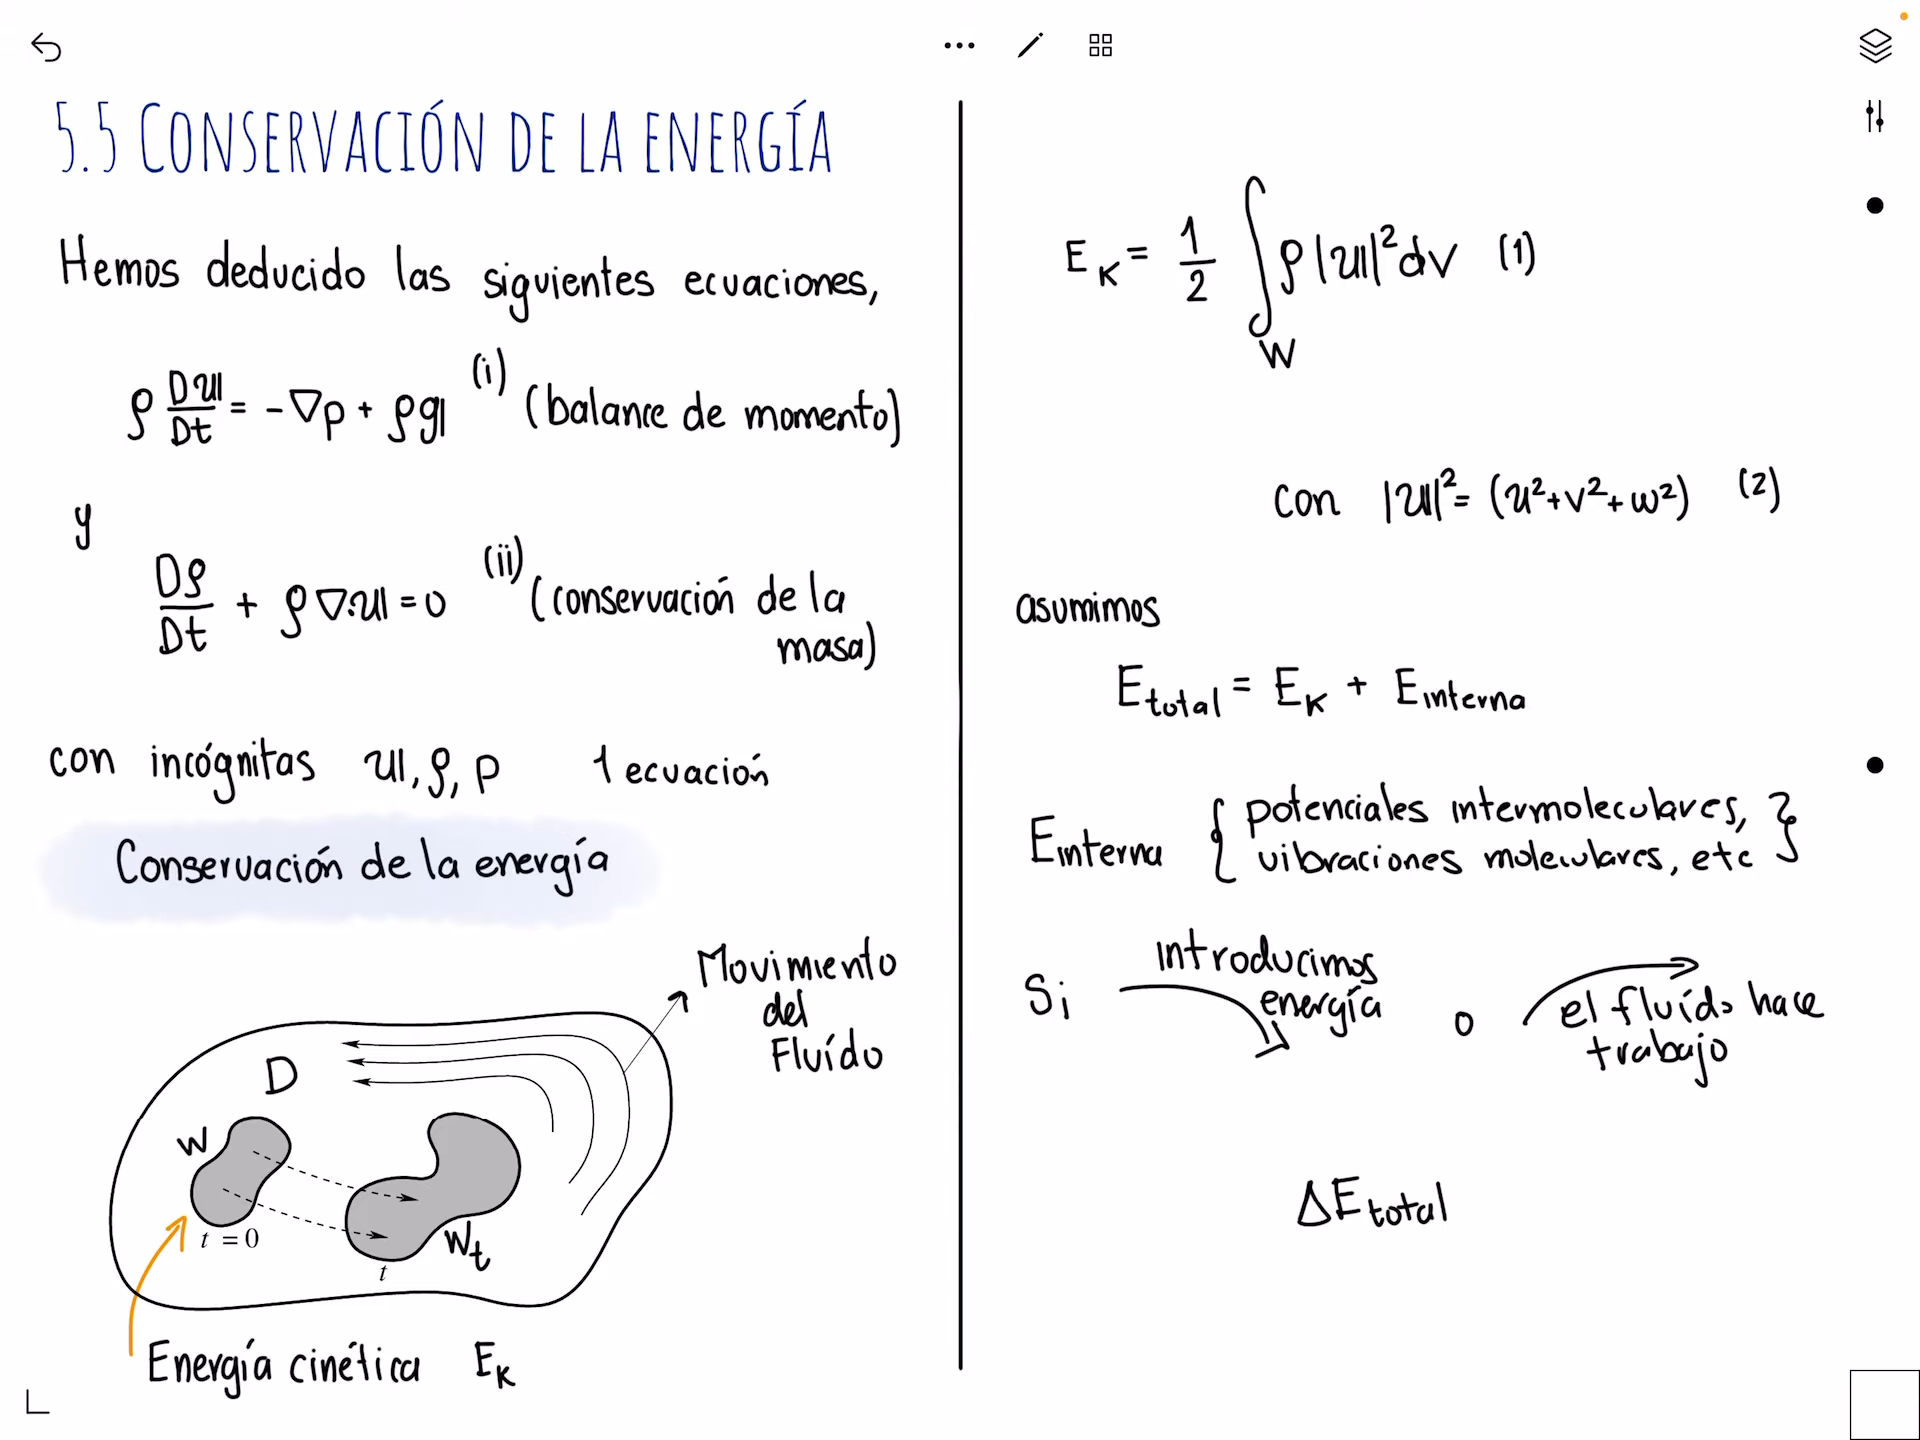 5.5 CONSERVACIÓN DE LA ENERGÍA
Hemos deducido las siguientes ecuaciones,
ρ D𝕦/Dt = -∇p + ρg (i) (balance de momento)
y
Dρ/Dt + ρ∇·𝕦 = 0 (ii) (conservación de la
masa)
con incógnitas 𝕦, ρ, p 1 ecuación
Conservación de la energía
Movimiento
del
Fluído
D
W
t = 0
W_t
t
Energía cinética E_K
E_K = 1/2 ∫_W ρ|𝕦|² dV (1)
con |𝕦|² = (u²+v²+w²) (2)
asumimos
E_total = E_K + E_interna
E_interna { potenciales intermoleculares,
vibraciones moleculares, etc }
Si introducimos
energía o el fluído hace
trabajo
ΔE_total